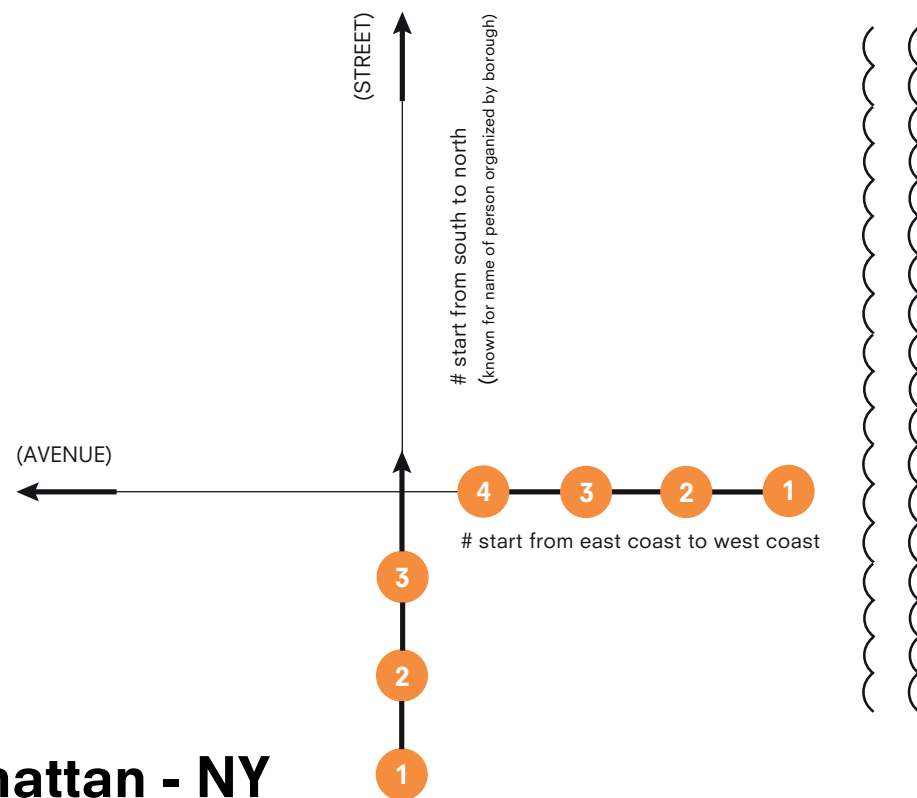 (STREET)
# start from south to north
(known for name of person organized by borough)
(AVENUE)
4 3 2 1
# start from east coast to west coast
3
2
1
hattan - NY